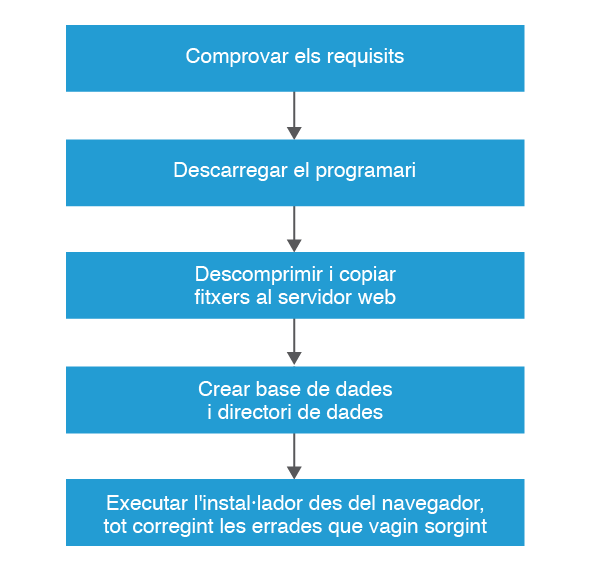 Comprovar els requisits
Descarregar el programari
Descomprimir i copiar
fitxers al servidor web
Crear base de dades
i directori de dades
Executar l'instal·lador des del navegador,
tot corregint les errades que vagin sorgint